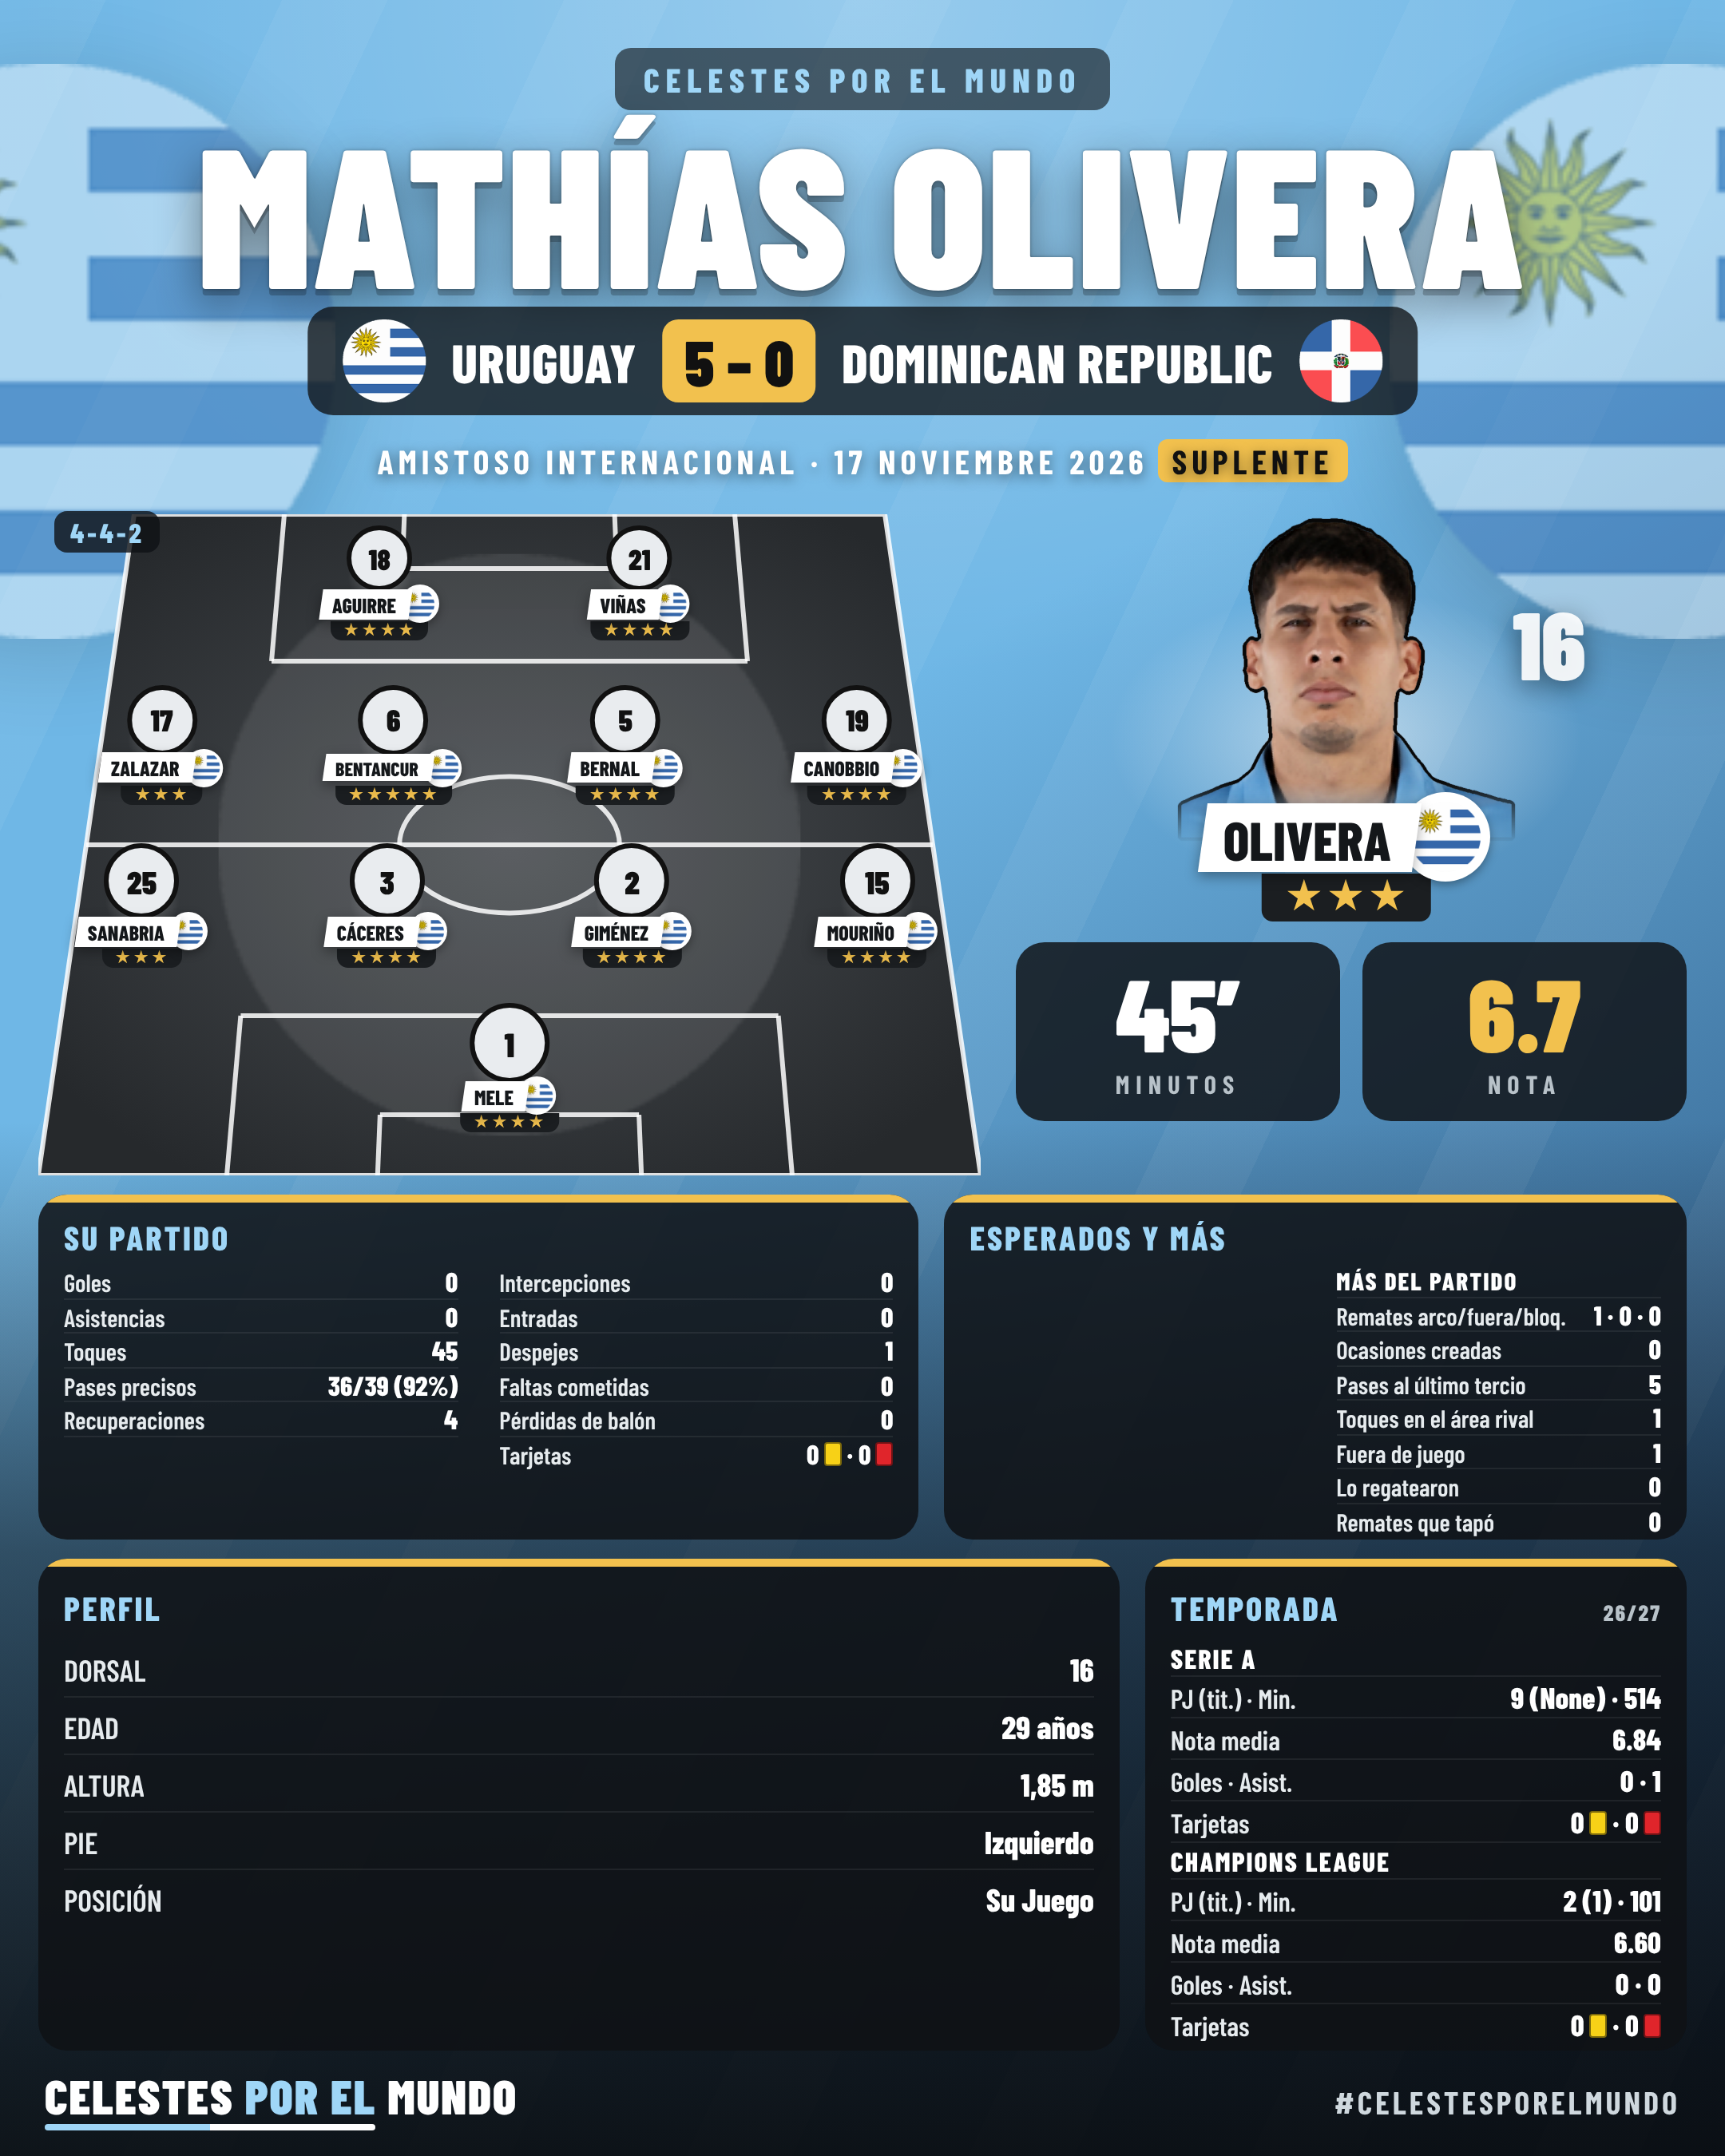 CELESTES POR EL MUNDO
MATHÍAS OLIVERA
URUGUAY 5 – 0 DOMINICAN REPUBLIC
AMISTOSO INTERNACIONAL · 17 NOVIEMBRE 2026 SUPLENTE
4-4-2
18 21
AGUIRRE VIÑAS
★★★★ ★★★★
17 6 5 19
ZALAZAR BENTANCUR BERNAL CANOBBIO
★★★ ★★★★★ ★★★★ ★★★★
25 3 2 15
SANABRIA CÁCERES GIMÉNEZ MOURIÑO
★★★ ★★★★ ★★★★ ★★★★
1
MELE
★★★★
16
OLIVERA
★★★
45’ 6.7
MINUTOS NOTA
SU PARTIDO
Goles 0
Asistencias 0
Toques 45
Pases precisos 36/39 (92%)
Recuperaciones 4
Intercepciones 0
Entradas 0
Despejes 1
Faltas cometidas 0
Pérdidas de balón 0
Tarjetas 0 · 0
ESPERADOS Y MÁS
MÁS DEL PARTIDO
Remates arco/fuera/bloq. 1 · 0 · 0
Ocasiones creadas 0
Pases al último tercio 5
Toques en el área rival 1
Fuera de juego 1
Lo regatearon 0
Remates que tapó 0
PERFIL
DORSAL 16
EDAD 29 años
ALTURA 1,85 m
PIE Izquierdo
POSICIÓN Su Juego
TEMPORADA 26/27
SERIE A
PJ (tit.) · Min. 9 (None) · 514
Nota media 6.84
Goles · Asist. 0 · 1
Tarjetas 0 · 0
CHAMPIONS LEAGUE
PJ (tit.) · Min. 2 (1) · 101
Nota media 6.60
Goles · Asist. 0 · 0
Tarjetas 0 · 0
CELESTES POR EL MUNDO
#CELESTESPORELMUNDO